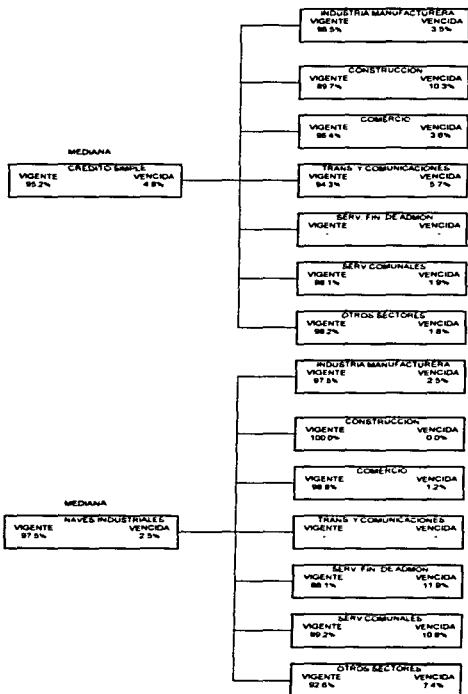 INDUSTRIA MANUFACTURERA
VIGENTE VENCIDA
96.5% 3.5%
CONSTRUCCION
VIGENTE VENCIDA
89.7% 10.3%
COMERCIO
VIGENTE VENCIDA
96.4% 3.6%
MEDIANA
CREDITO SIMPLE
VIGENTE VENCIDA
95.2% 4.8%
TRANS Y COMUNICACIONES
VIGENTE VENCIDA
94.3% 5.7%
SERV. FIN. DE ADMON
VIGENTE VENCIDA
- -
SERV COMUNALES
VIGENTE VENCIDA
98.1% 1.9%
OTROS SECTORES
VIGENTE VENCIDA
98.2% 1.8%
INDUSTRIA MANUFACTURERA
VIGENTE VENCIDA
97.5% 2.5%
CONSTRUCCION
VIGENTE VENCIDA
100.0% 0.0%
COMERCIO
VIGENTE VENCIDA
98.8% 1.2%
MEDIANA
NAVES INDUSTRIALES
VIGENTE VENCIDA
97.5% 2.5%
TRANS Y COMUNICACIONES
VIGENTE VENCIDA
- -
SERV. FIN. DE ADMON
VIGENTE VENCIDA
88.1% 11.9%
SERV COMUNALES
VIGENTE VENCIDA
89.2% 10.8%
OTROS SECTORES
VIGENTE VENCIDA
92.6% 7.4%